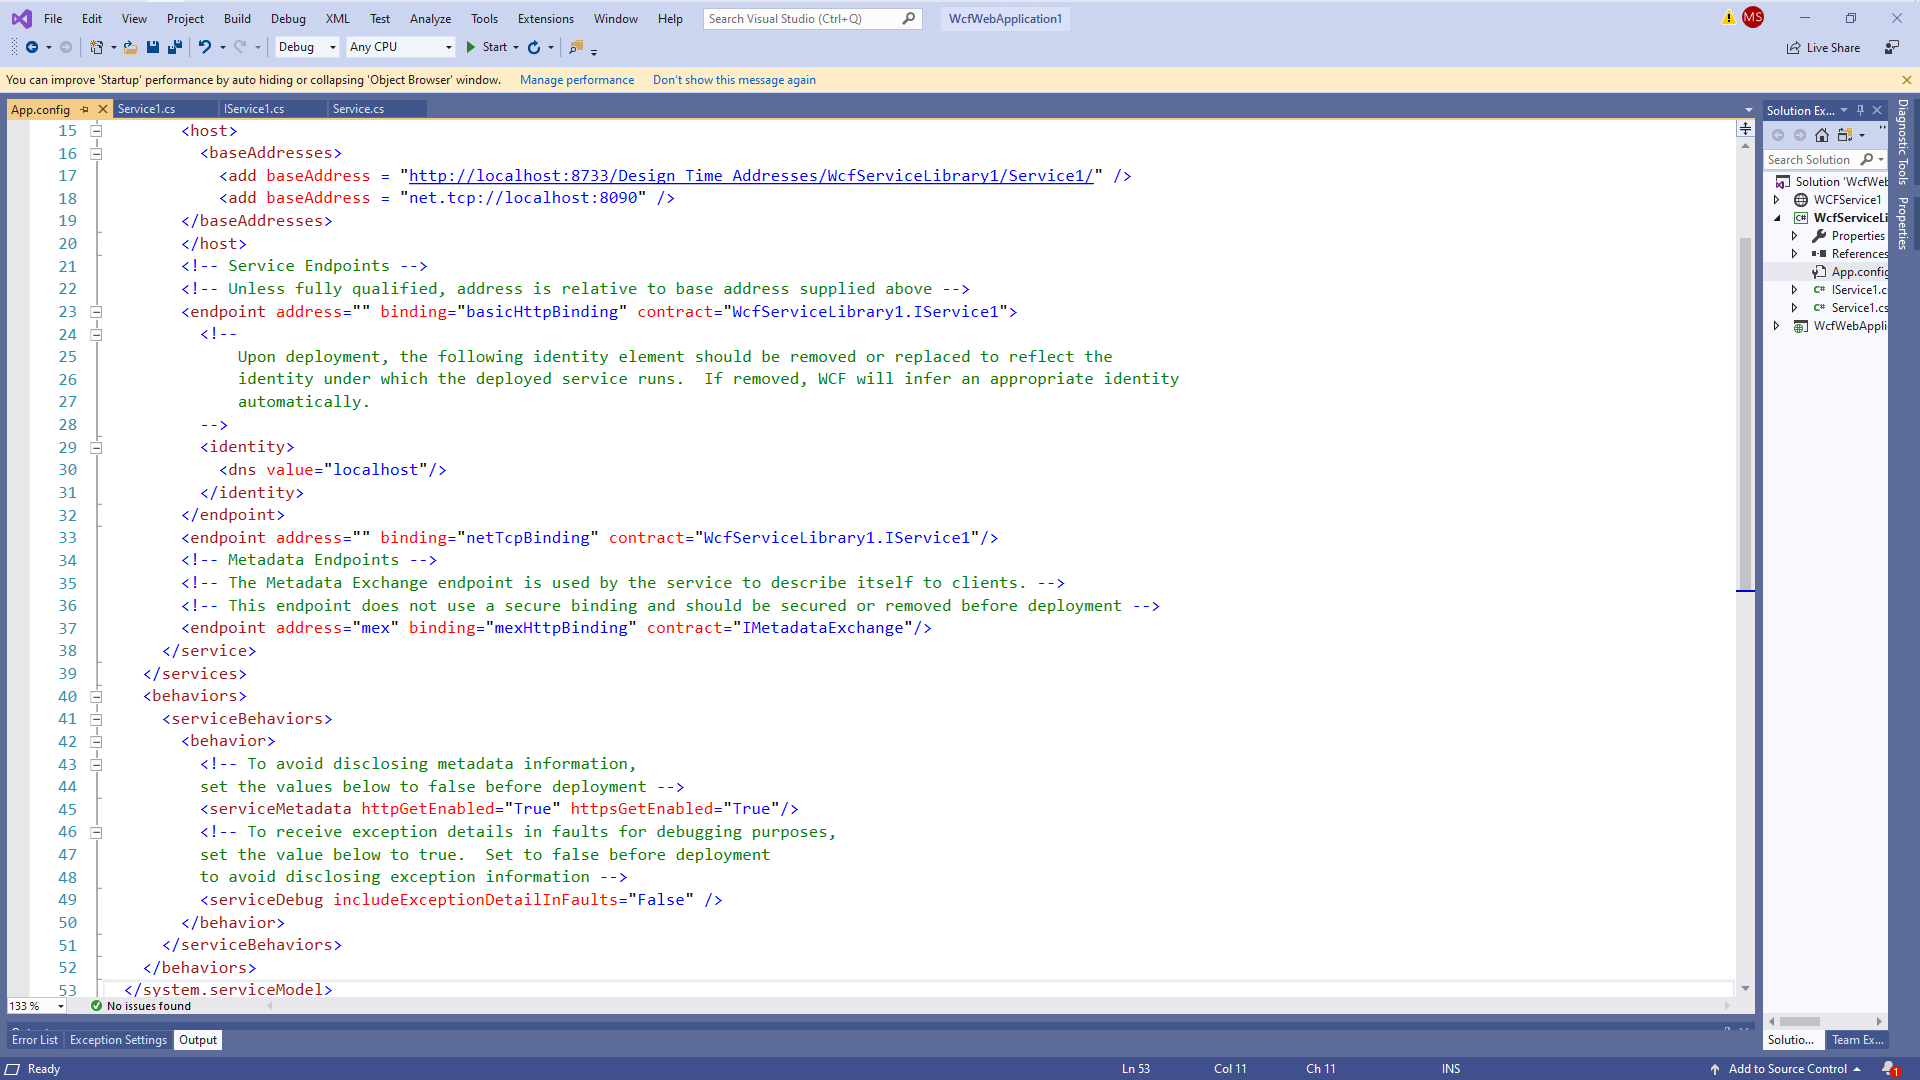 File Edit View Project Build Debug XML Test Analyze Tools Extensions Window Help Search Visual Studio (Ctrl+Q) WcfWebApplication1 MS
Debug Any CPU Start Live Share
You can improve 'Startup' performance by auto hiding or collapsing 'Object Browser' window. Manage performance Don't show this message again
App.config Service1.cs IService1.cs Service.cs
15 <host>
16 <baseAddresses>
17 <add baseAddress = "http://localhost:8733/Design_Time_Addresses/WcfServiceLibrary1/Service1/" />
18 <add baseAddress = "net.tcp://localhost:8090" />
19 </baseAddresses>
20 </host>
21 <!-- Service Endpoints -->
22 <!-- Unless fully qualified, address is relative to base address supplied above -->
23 <endpoint address="" binding="basicHttpBinding" contract="WcfServiceLibrary1.IService1">
24 <!--
25 Upon deployment, the following identity element should be removed or replaced to reflect the
26 identity under which the deployed service runs.  If removed, WCF will infer an appropriate identity
27 automatically.
28 -->
29 <identity>
30 <dns value="localhost"/>
31 </identity>
32 </endpoint>
33 <endpoint address="" binding="netTcpBinding" contract="WcfServiceLibrary1.IService1"/>
34 <!-- Metadata Endpoints -->
35 <!-- The Metadata Exchange endpoint is used by the service to describe itself to clients. -->
36 <!-- This endpoint does not use a secure binding and should be secured or removed before deployment -->
37 <endpoint address="mex" binding="mexHttpBinding" contract="IMetadataExchange"/>
38 </service>
39 </services>
40 <behaviors>
41 <serviceBehaviors>
42 <behavior>
43 <!-- To avoid disclosing metadata information,
44 set the values below to false before deployment -->
45 <serviceMetadata httpGetEnabled="True" httpsGetEnabled="True"/>
46 <!-- To receive exception details in faults for debugging purposes,
47 set the value below to true.  Set to false before deployment
48 to avoid disclosing exception information -->
49 <serviceDebug includeExceptionDetailInFaults="False" />
50 </behavior>
51 </serviceBehaviors>
52 </behaviors>
53 </system.serviceModel>
133 % No issues found
Error List Exception Settings Output
Ready Ln 53 Col 11 Ch 11 INS Add to Source Control 1
Solution Ex...
Search Solution
Solution 'WcfWeb
WCFService1
WcfServiceLi
Properties
References
App.config
IService1.c
Service1.cs
WcfWebAppli
Solutio... Team Ex...
Diagnostic Tools
Properties